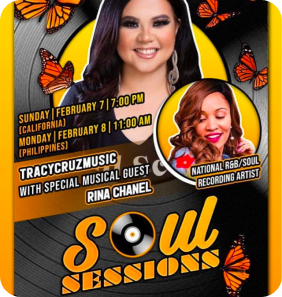 SUNDAY | FEBRUARY 7 | 7:00 PM
(CALIFORNIA)
MONDAY | FEBRUARY 8 | 11:00 AM
(PHILIPPINES)
TRACYCRUZMUSIC
WITH SPECIAL MUSICAL GUEST
RINA CHANEL
NATIONAL R&B/SOUL
RECORDING ARTIST
SOUL
SESSIONS